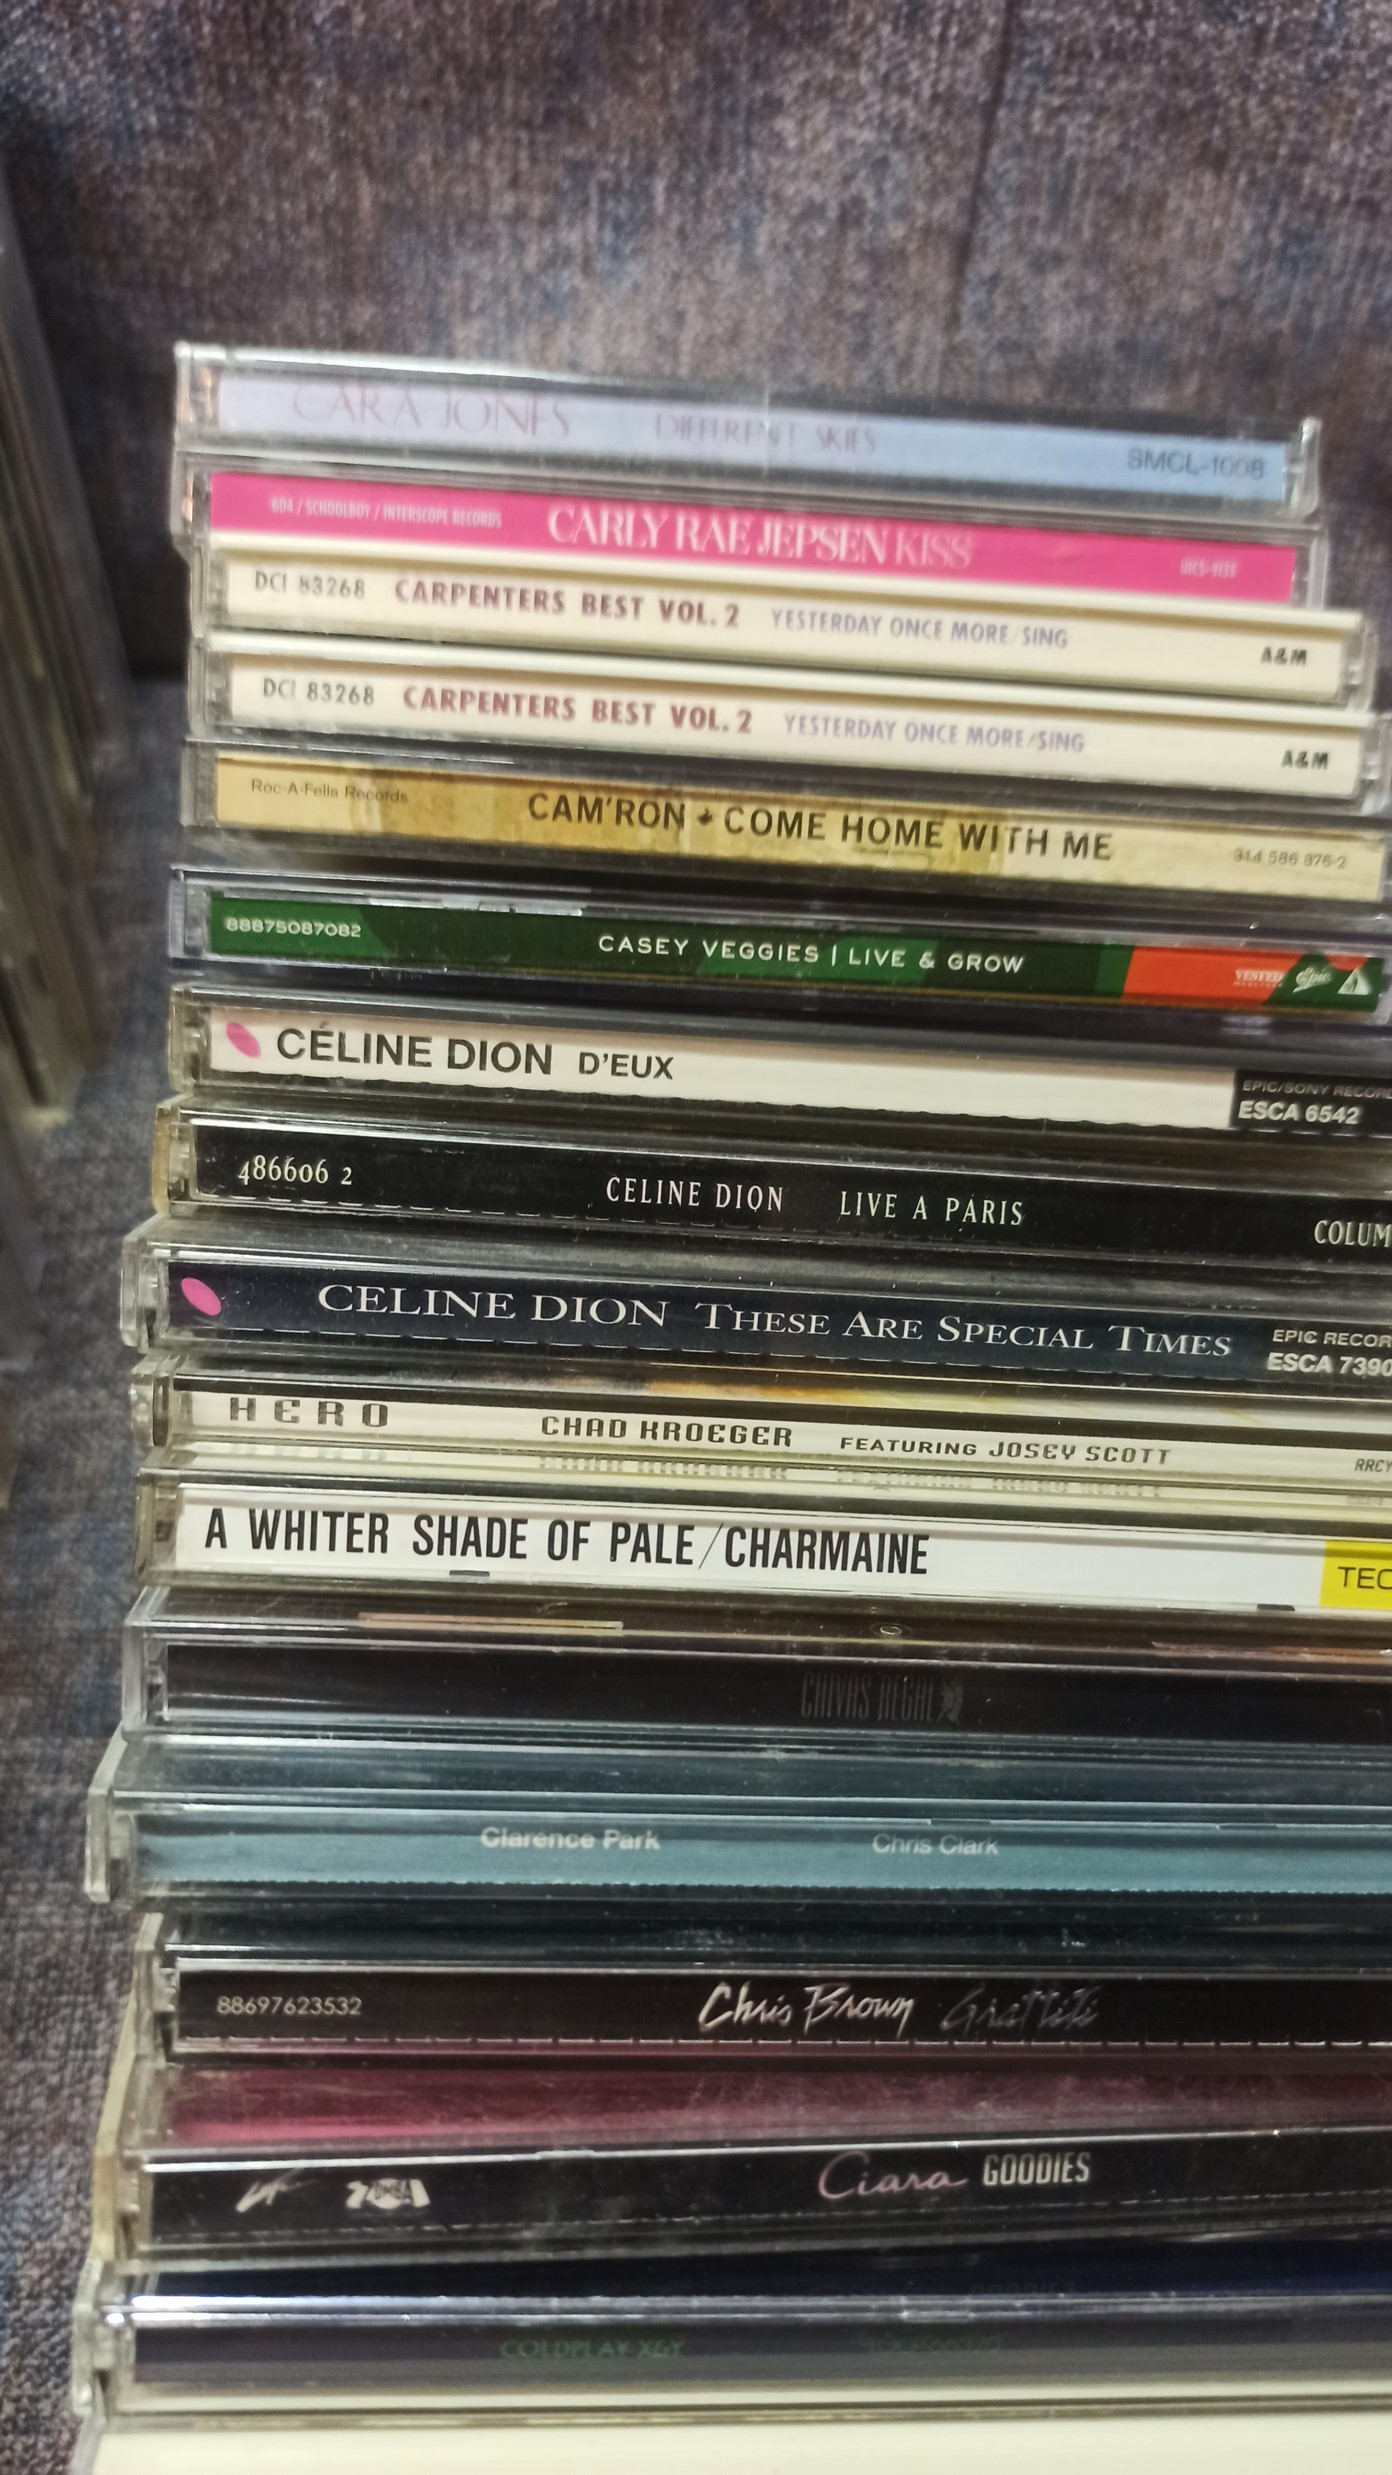 CARA JONES DIFFERENT SKIES SMCL-1008
604 / SCHOOLBOY / INTERSCOPE RECORDS CARLY RAE JEPSEN KISS
DCI 83268 CARPENTERS BEST VOL. 2 YESTERDAY ONCE MORE/SING A&M
DCI 83268 CARPENTERS BEST VOL. 2 YESTERDAY ONCE MORE/SING A&M
Roc-A-Fella Records CAM'RON COME HOME WITH ME 314 586 876-2
88875087082 CASEY VEGGIES | LIVE & GROW VESTED Epic
CÉLINE DION D'EUX EPIC/SONY RECOR
ESCA 6542
486606 2 CELINE DION LIVE A PARIS COLUM
CELINE DION THESE ARE SPECIAL TIMES EPIC RECOR
ESCA 7390
HERO CHAD KROEGER FEATURING JOSEY SCOTT RRCY
A WHITER SHADE OF PALE/CHARMAINE TEC
CHIVAS REGAL
Clarence Park Chris Clark
88697623532 Chris Brown Graffiti
Ciara GOODIES
COLDPLAY X&Y